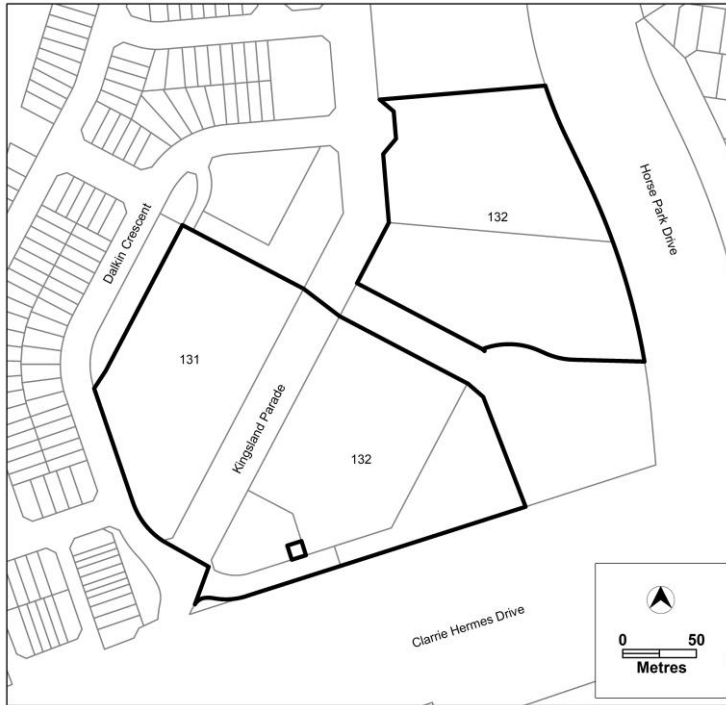 Horse Park Drive
132
Dalkin Crescent
131
Kingsland Parade
132
Clarrie Hermes Drive
0 50
Metres